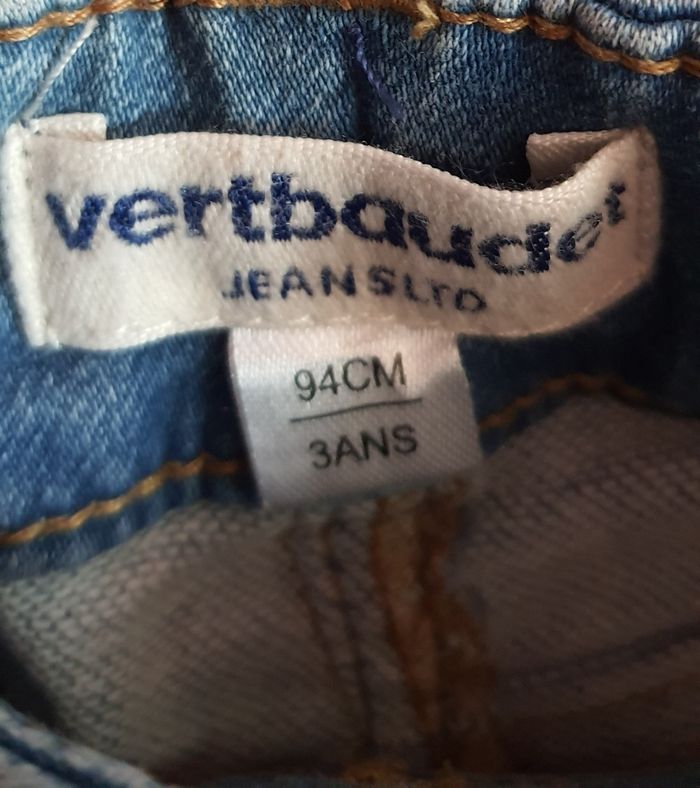 vertbaudet
JEANS LTD
94CM
3ANS